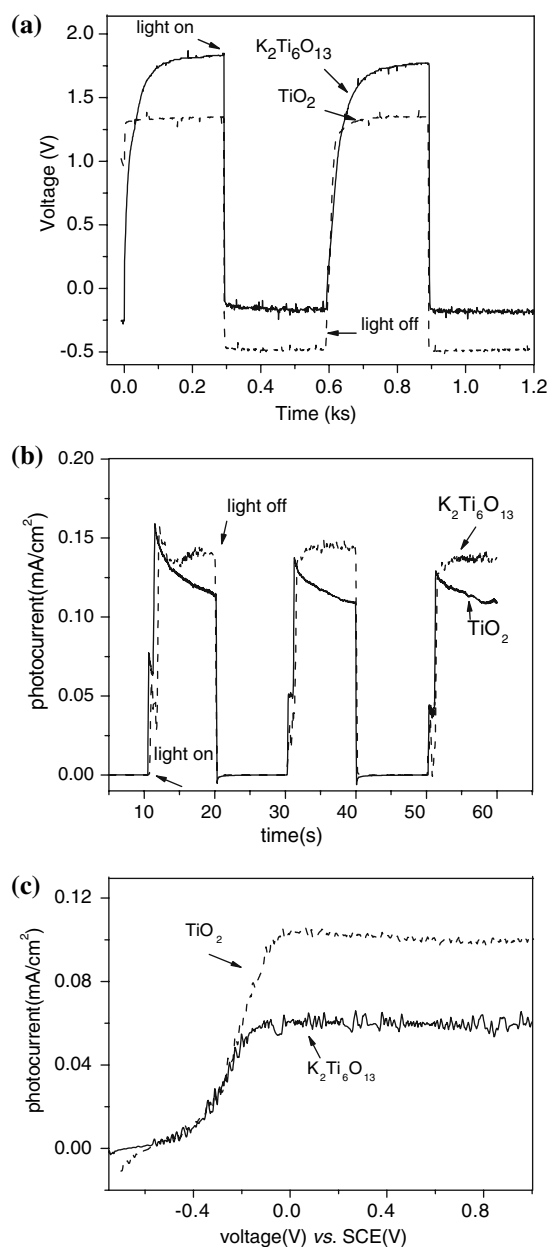 (a)
light on
K₂Ti₆O₁₃
TiO₂
light off
Voltage (V)
2.0
1.5
1.0
0.5
0.0
-0.5
0.0 0.2 0.4 0.6 0.8 1.0 1.2
Time (ks)
(b)
light off
K₂Ti₆O₁₃
TiO₂
light on
photocurrent(mA/cm²)
0.20
0.15
0.10
0.05
0.00
10 20 30 40 50 60
time(s)
(c)
TiO₂
K₂Ti₆O₁₃
photocurrent(mA/cm²)
0.12
0.08
0.04
0.00
-0.4 0.0 0.4 0.8
voltage(V) vs. SCE(V)